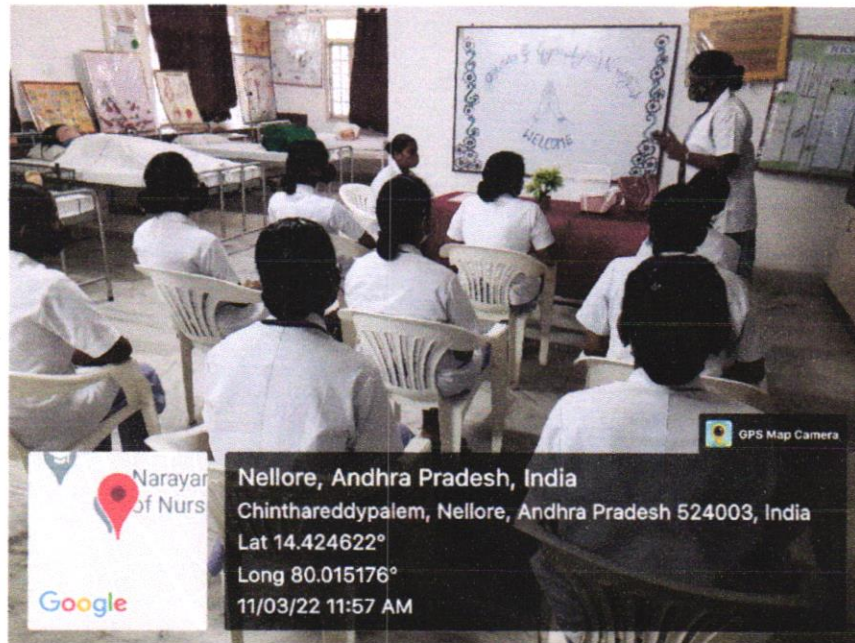 WELCOME
GPS Map Camera
Narayan
of Nurs
Google
Nellore, Andhra Pradesh, India
Chinthareddypalem, Nellore, Andhra Pradesh 524003, India
Lat 14.424622°
Long 80.015176°
11/03/22 11:57 AM